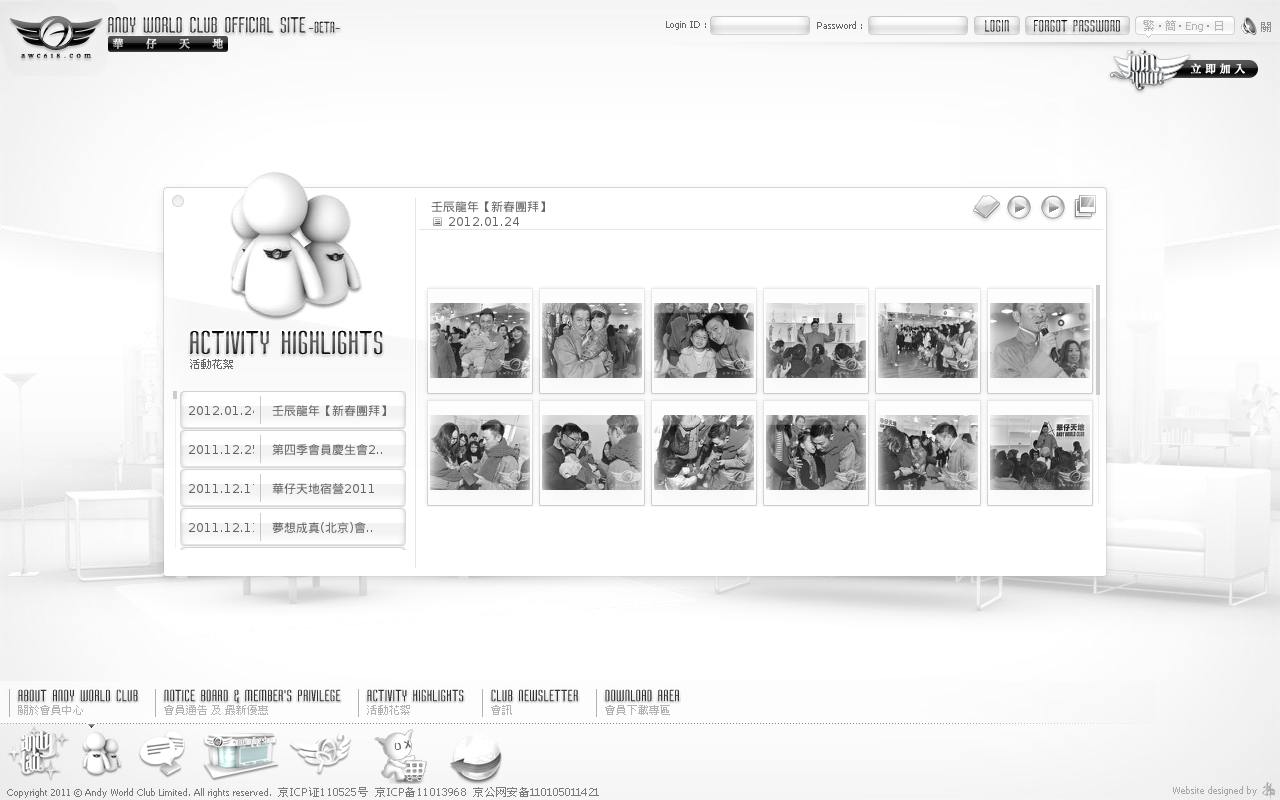 ANDY WORLD CLUB OFFICIAL SITE -BETA-
華仔天地
awc618.com
Login ID :
Password :
LOGIN
FORGOT PASSWORD
繁・簡・Eng・日
關
join now!
立即加入
壬辰龍年【新春團拜】
2012.01.24
ACTIVITY HIGHLIGHTS
活動花絮
2012.01.24 壬辰龍年【新春團拜】
2011.12.2 第四季會員慶生會2..
2011.12.1 華仔天地宿營2011
2011.12.1 夢想成真(北京)會..
華仔天地
ANDY WORLD CLUB
ABOUT ANDY WORLD CLUB
關於會員中心
NOTICE BOARD & MEMBER'S PRIVILEGE
會員通告 及 最新優惠
ACTIVITY HIGHLIGHTS
活動花絮
CLUB NEWSLETTER
會訊
DOWNLOAD AREA
會員下載專區
Copyright 2011 © Andy World Club Limited. All rights reserved. 京ICP证110525号 京ICP备11013968 京公网安备110105011421
Website designed by